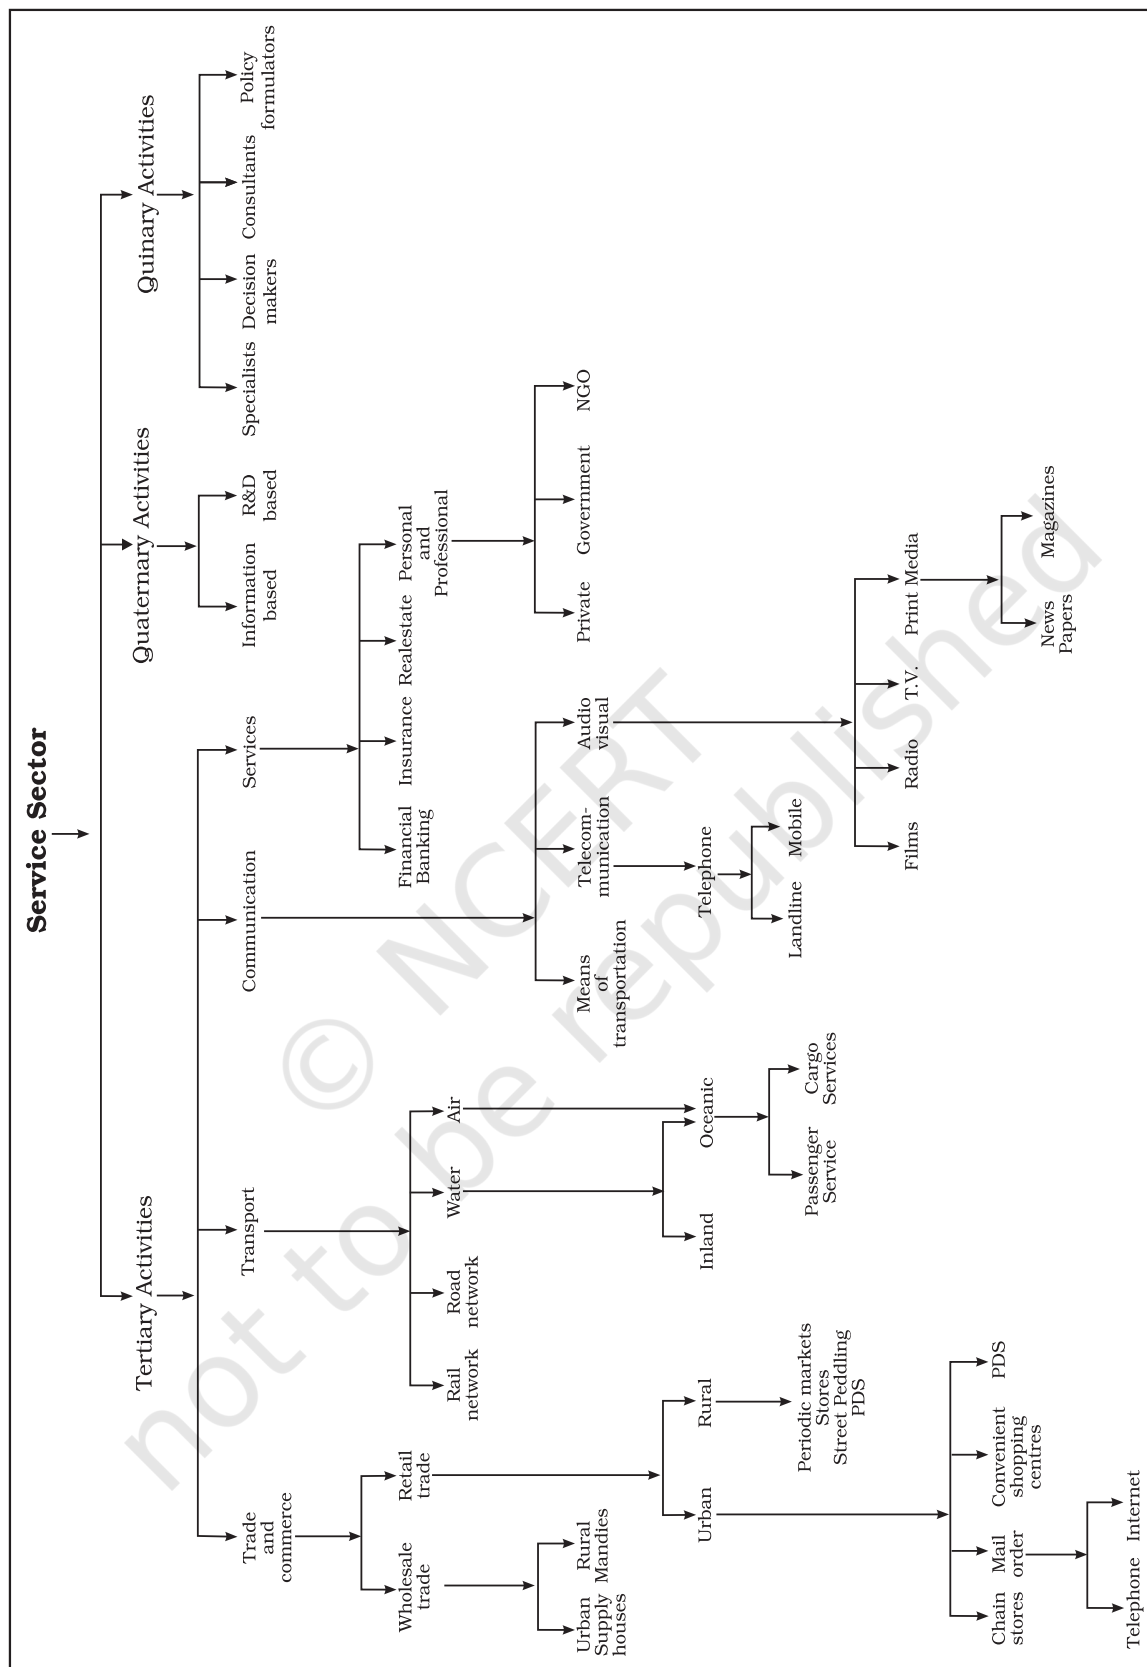 Service Sector
Tertiary Activities
Quaternary Activities
Quinary Activities
Trade
and
commerce
Transport
Communication
Services
Information
based
R&D
based
Specialists
Decision
makers
Consultants
Policy
formulators
Wholesale
trade
Retail
trade
Rail
network
Road
network
Water
Air
Financial
Banking
Insurance
Realestate
Personal
and
Professional
Urban
Supply
houses
Rural
Mandies
Means
of
transportation
Telecom-
munication
Audio
visual
Private
Government
NGO
Urban
Rural
Inland
Oceanic
Telephone
Periodic markets
Stores
Street Peddling
PDS
Passenger
Service
Cargo
Services
Landline
Mobile
Films
Radio
T.V.
Print Media
Chain
stores
Mail
order
Convenient
shopping
centres
PDS
News
Papers
Magazines
Telephone
Internet
© NCERT
not to be republished